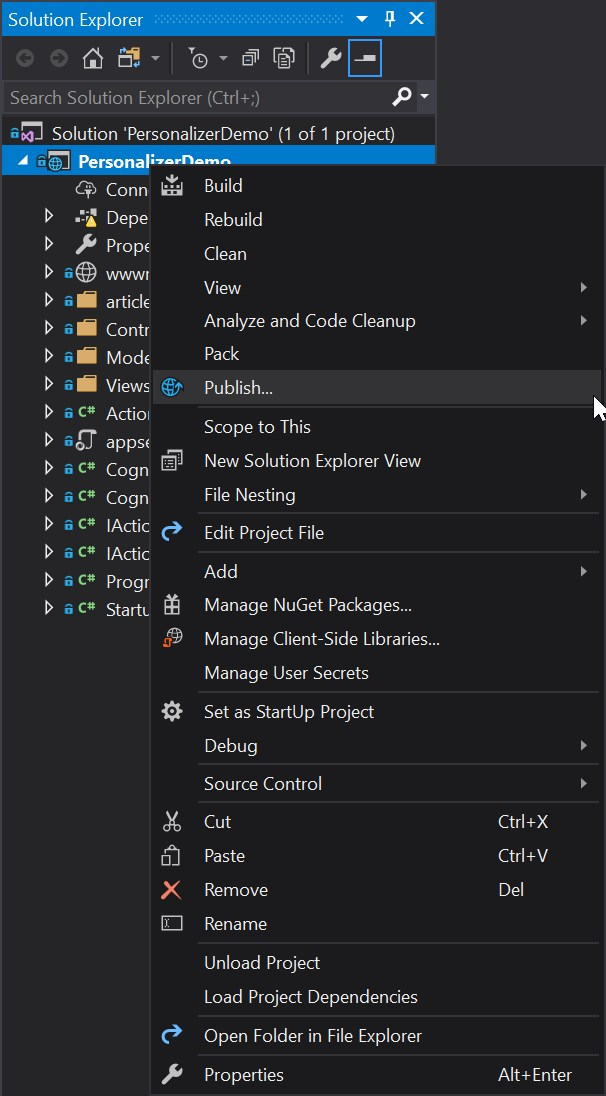 Solution Explorer
Search Solution Explorer (Ctrl+;)
Solution 'PersonalizerDemo' (1 of 1 project)
PersonalizerDemo
Conn
Depe
Prope
wwwr
article
Contr
Mode
Views
C# Action
appse
C# Cogn
C# Cogn
C# IActio
C# IActio
C# Progr
C# Startu
Build
Rebuild
Clean
View
Analyze and Code Cleanup
Pack
Publish...
Scope to This
New Solution Explorer View
File Nesting
Edit Project File
Add
Manage NuGet Packages...
Manage Client-Side Libraries...
Manage User Secrets
Set as StartUp Project
Debug
Source Control
Cut Ctrl+X
Paste Ctrl+V
Remove Del
Rename
Unload Project
Load Project Dependencies
Open Folder in File Explorer
Properties Alt+Enter